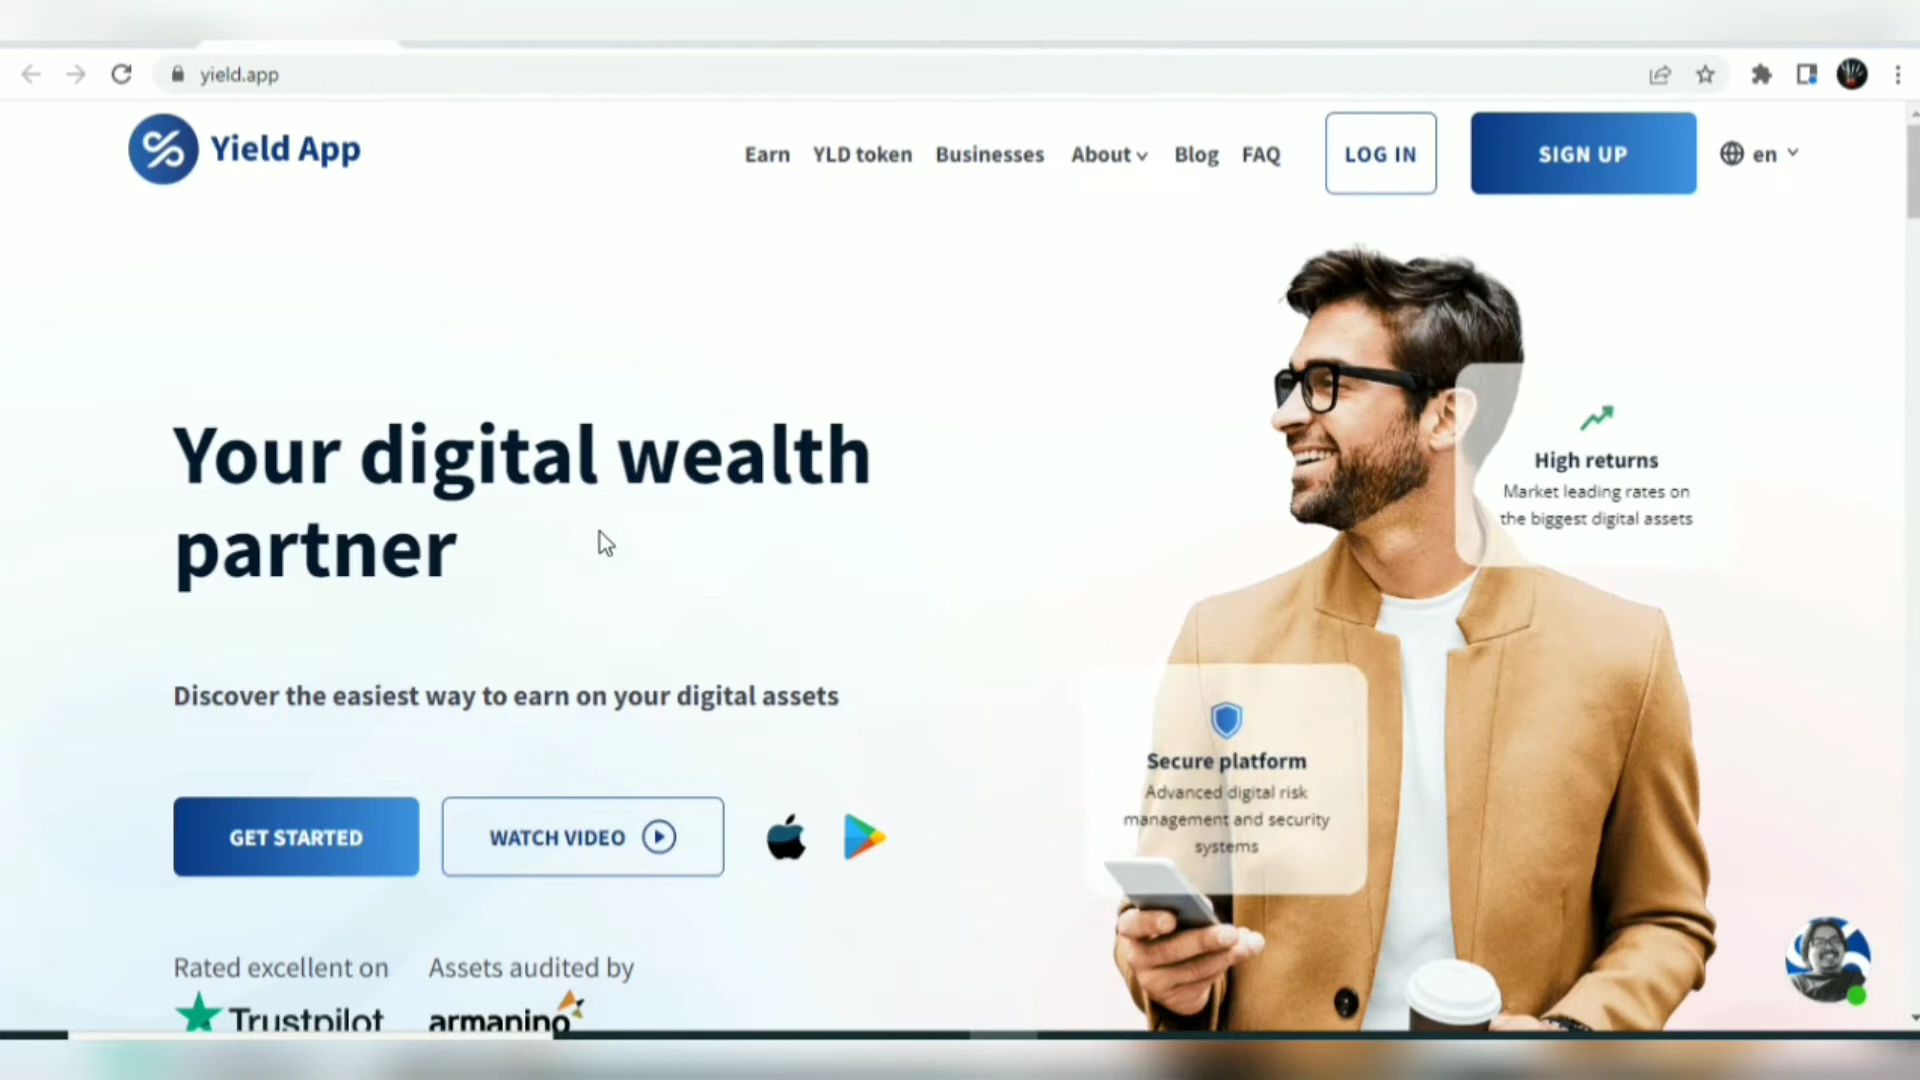 yield.app
Yield App
Earn
YLD token
Businesses
About
Blog
FAQ
LOG IN
SIGN UP
en
Your digital wealth
partner
High returns
Market leading rates on
the biggest digital assets
Discover the easiest way to earn on your digital assets
Secure platform
Advanced digital risk
management and security
systems
GET STARTED
WATCH VIDEO
Rated excellent on
Trustpilot
Assets audited by
armanino